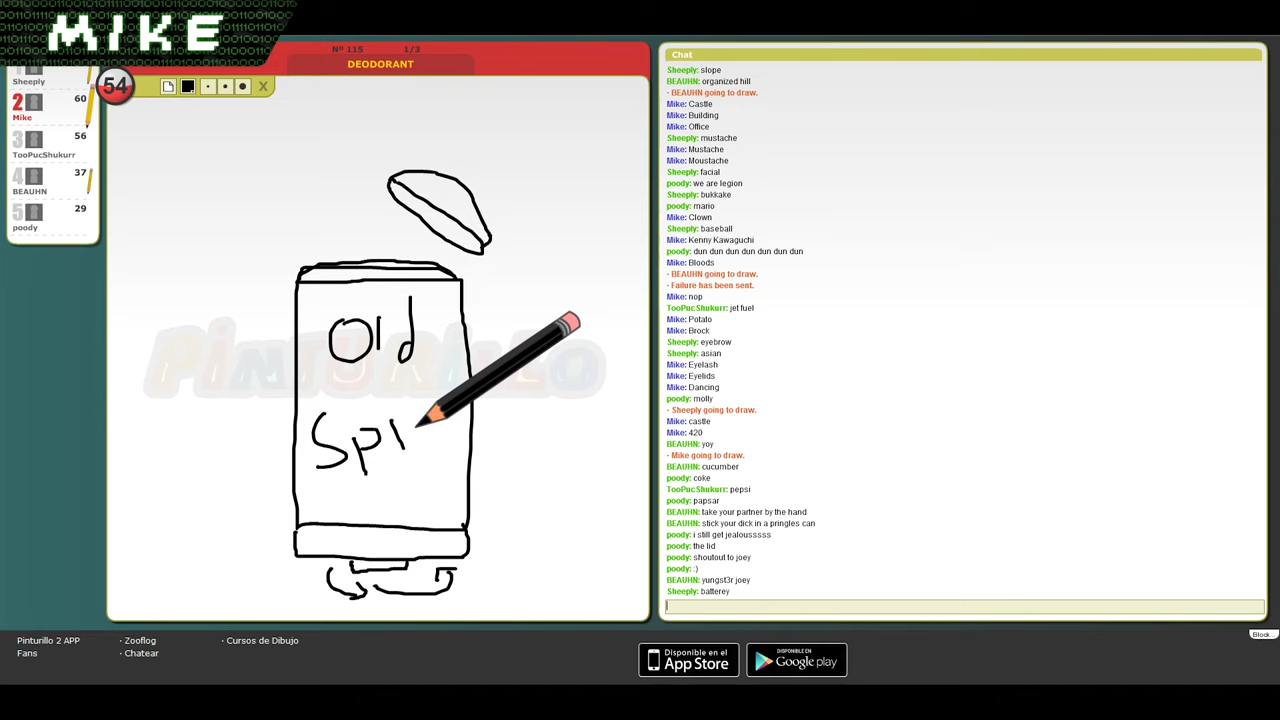 MIKE
Nº 115 1/3
DEODORANT
54
X
1
Sheeply
2 60
Mike
3 56
TooPucShukurr
4 37
BEAUHN
5 29
poody
Old
Spi
PINTURILLO
Chat
Sheeply: slope
BEAUHN: organized hill
· BEAUHN going to draw.
Mike: Castle
Mike: Building
Mike: Office
Sheeply: mustache
Mike: Mustache
Mike: Moustache
Sheeply: facial
poody: we are legion
Sheeply: bukkake
poody: mario
Mike: Clown
Sheeply: baseball
Mike: Kenny Kawaguchi
poody: dun dun dun dun dun dun dun
Mike: Bloods
· BEAUHN going to draw.
· Failure has been sent.
Mike: nop
TooPucShukurr: jet fuel
Mike: Potato
Mike: Brock
Sheeply: eyebrow
Sheeply: asian
Mike: Eyelash
Mike: Eyelids
Mike: Dancing
poody: molly
· Sheeply going to draw.
Mike: castle
Mike: 420
BEAUHN: yoy
· Mike going to draw.
BEAUHN: cucumber
poody: coke
TooPucShukurr: pepsi
poody: papsar
BEAUHN: take your partner by the hand
BEAUHN: stick your dick in a pringles can
poody: i still get jealousssss
poody: the lid
poody: shoutout to joey
poody: :)
BEAUHN: yungst3r joey
Sheeply: batterey
Block...
Pinturillo 2 APP · Zooflog · Cursos de Dibujo
Fans · Chatear
Disponible en el
App Store
DISPONIBLE EN
Google play